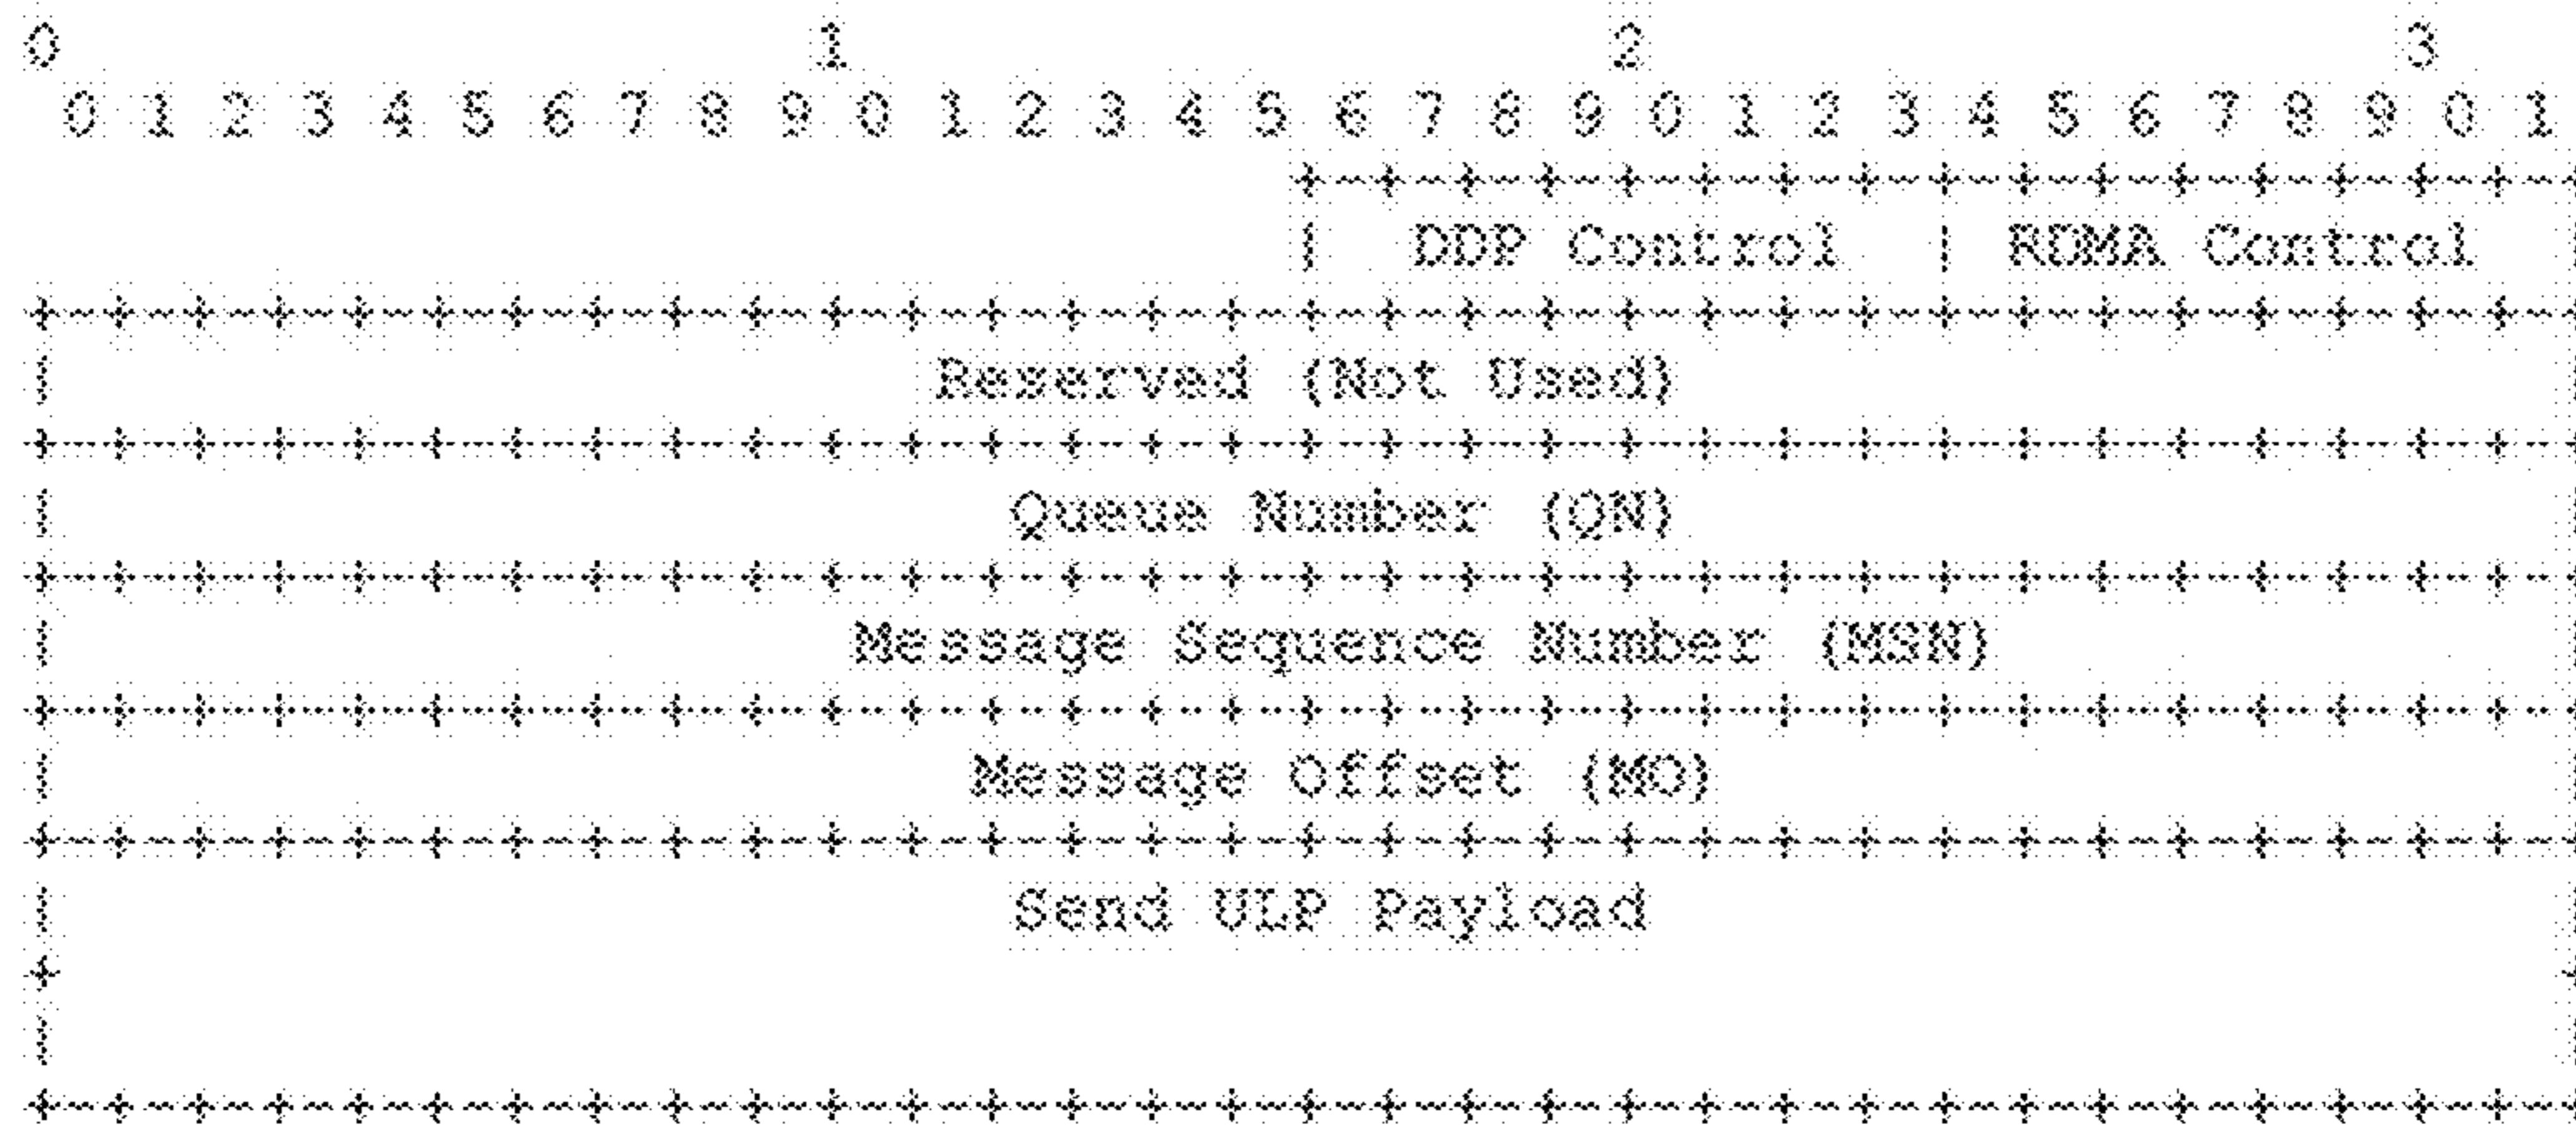 0                   1                   2                   3
 0 1 2 3 4 5 6 7 8 9 0 1 2 3 4 5 6 7 8 9 0 1 2 3 4 5 6 7 8 9 0 1
                                +-+-+-+-+-+-+-+-+-+-+-+-+-+-+-+-
                                |  DDP Control  | RDMA Control
+-+-+-+-+-+-+-+-+-+-+-+-+-+-+-+-+-+-+-+-+-+-+-+-+-+-+-+-+-+-+-+-
|                      Reserved (Not Used)
+-+-+-+-+-+-+-+-+-+-+-+-+-+-+-+-+-+-+-+-+-+-+-+-+-+-+-+-+-+-+-+-
|                        Queue Number (QN)
+-+-+-+-+-+-+-+-+-+-+-+-+-+-+-+-+-+-+-+-+-+-+-+-+-+-+-+-+-+-+-+-
|                    Message Sequence Number (MSN)
+-+-+-+-+-+-+-+-+-+-+-+-+-+-+-+-+-+-+-+-+-+-+-+-+-+-+-+-+-+-+-+-
|                       Message Offset (MO)
+-+-+-+-+-+-+-+-+-+-+-+-+-+-+-+-+-+-+-+-+-+-+-+-+-+-+-+-+-+-+-+-
|                        Send ULP Payload
+
|
+-+-+-+-+-+-+-+-+-+-+-+-+-+-+-+-+-+-+-+-+-+-+-+-+-+-+-+-+-+-+-+-